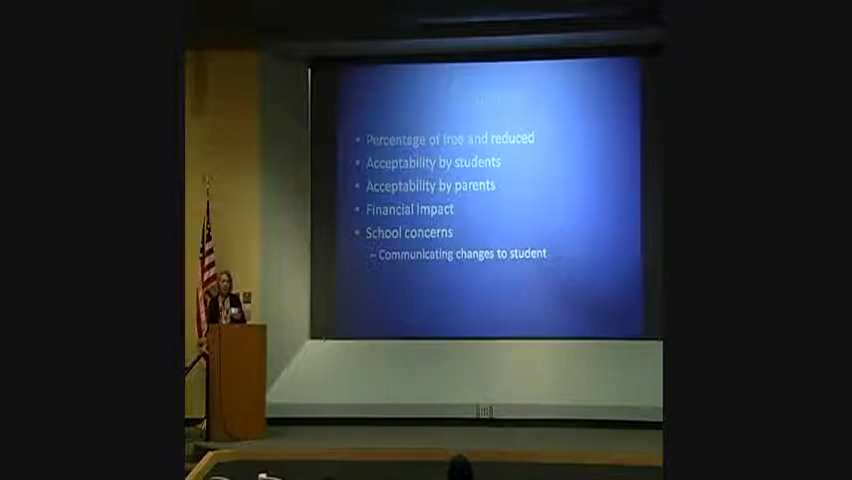 Percentage of free and reduced
Acceptability by students
Acceptability by parents
Financial Impact
School concerns
– Communicating changes to student